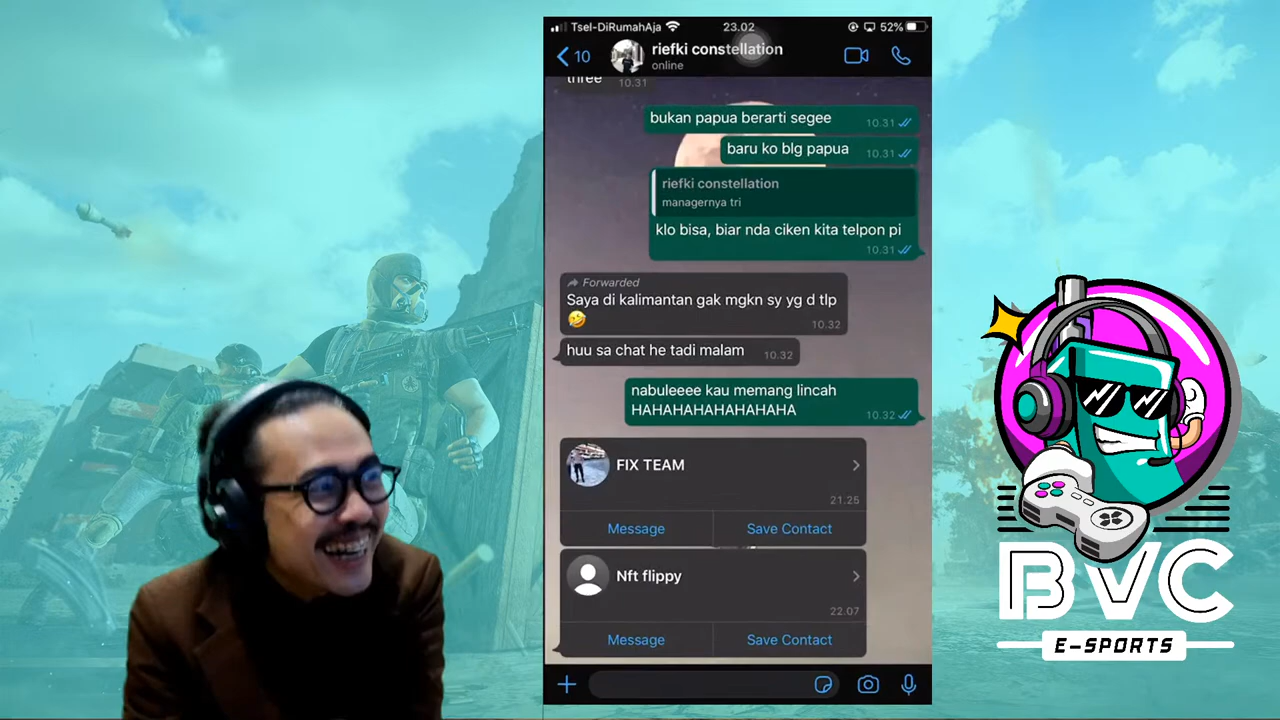 Tsel-DiRumahAja
23.02
52%
10
riefki constellation
online
three
10.31
bukan papua berarti segee
10.31
baru ko blg papua
10.31
riefki constellation
managernya tri
klo bisa, biar nda ciken kita telpon pi
10.31
Forwarded
Saya di kalimantan gak mgkn sy yg d tlp
🤣
10.32
huu sa chat he tadi malam
10.32
nabuleeee kau memang lincah
HAHAHAHAHAHAHAHA
10.32
FIX TEAM
21.25
Message
Save Contact
Nft flippy
22.07
Message
Save Contact
BVC
E-SPORTS